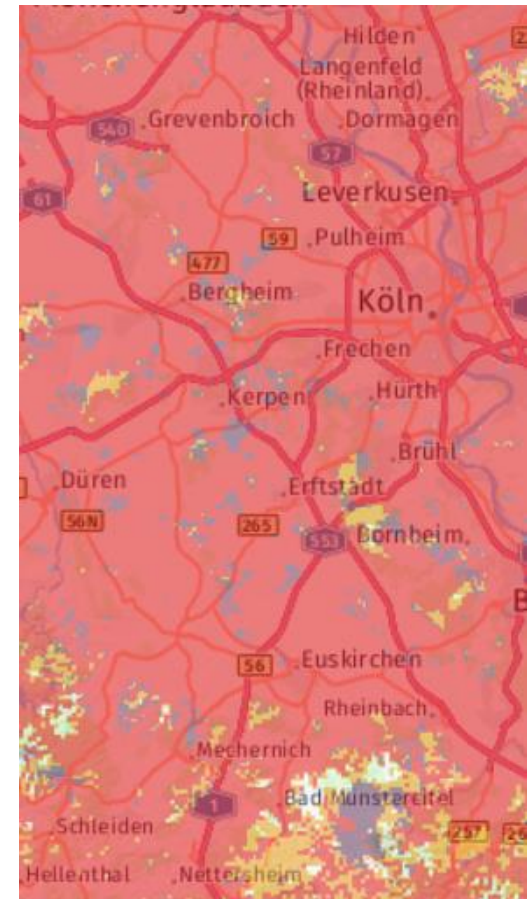 Mönchengladbach
Hilden
Langenfeld
(Rheinland)
540
Grevenbroich
Dormagen
57
61
Leverkusen
59
Pulheim
477
Bergheim
Köln
Frechen
Kerpen
Hürth
Brühl
Düren
Erftstadt
56N
265
553
Bornheim
B
56
Euskirchen
Rheinbach
Mechernich
1
Bad Münstereifel
Schleiden
257
Hellenthal
Nettersheim